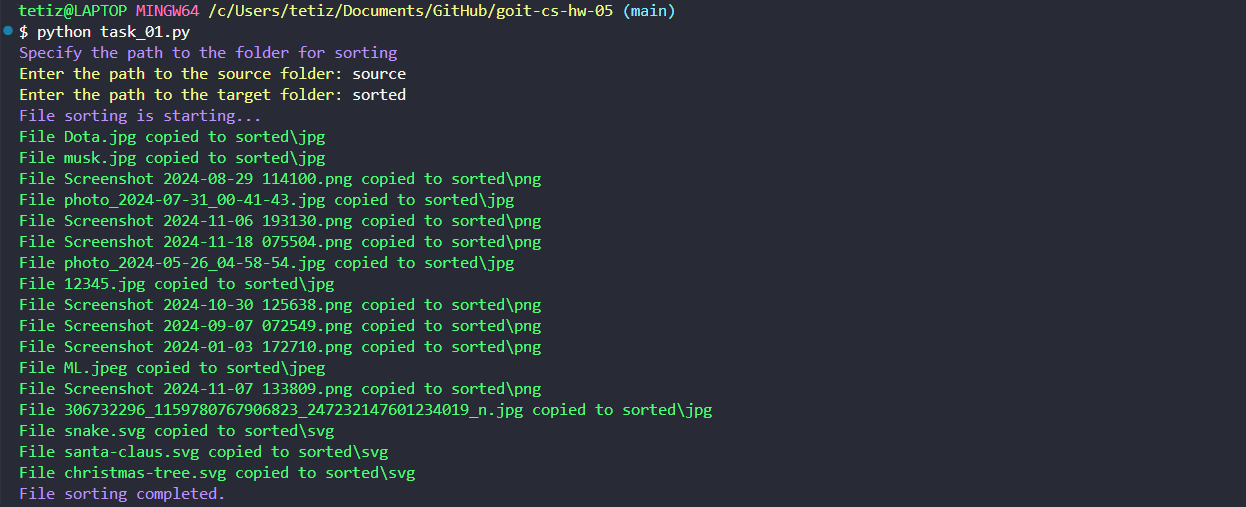 tetiz@LAPTOP MINGW64 /c/Users/tetiz/Documents/GitHub/goit-cs-hw-05 (main)
$ python task_01.py
Specify the path to the folder for sorting
Enter the path to the source folder: source
Enter the path to the target folder: sorted
File sorting is starting...
File Dota.jpg copied to sorted\jpg
File musk.jpg copied to sorted\jpg
File Screenshot 2024-08-29 114100.png copied to sorted\png
File photo_2024-07-31_00-41-43.jpg copied to sorted\jpg
File Screenshot 2024-11-06 193130.png copied to sorted\png
File Screenshot 2024-11-18 075504.png copied to sorted\png
File photo_2024-05-26_04-58-54.jpg copied to sorted\jpg
File 12345.jpg copied to sorted\jpg
File Screenshot 2024-10-30 125638.png copied to sorted\png
File Screenshot 2024-09-07 072549.png copied to sorted\png
File Screenshot 2024-01-03 172710.png copied to sorted\png
File ML.jpeg copied to sorted\jpeg
File Screenshot 2024-11-07 133809.png copied to sorted\png
File 306732296_1159780767906823_247232147601234019_n.jpg copied to sorted\jpg
File snake.svg copied to sorted\svg
File santa-claus.svg copied to sorted\svg
File christmas-tree.svg copied to sorted\svg
File sorting completed.